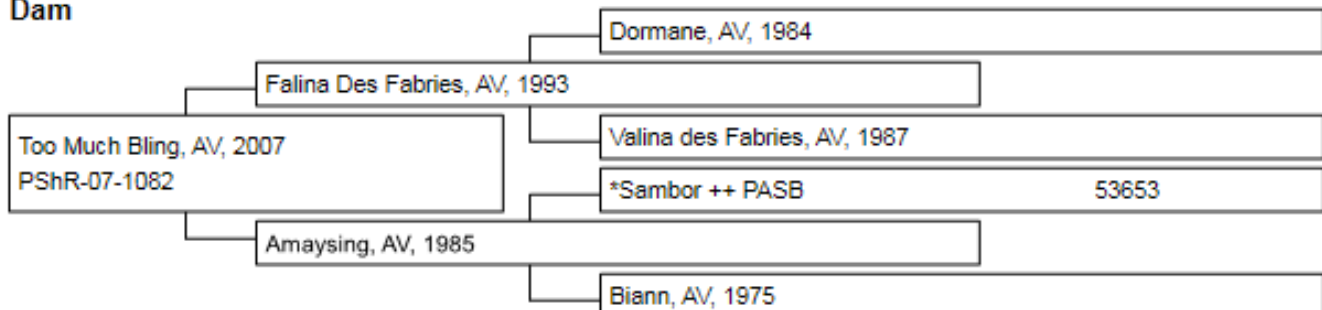 Dam
Dormane, AV, 1984
Falina Des Fabries, AV, 1993
Valina des Fabries, AV, 1987
Too Much Bling, AV, 2007
PShR-07-1082
*Sambor ++ PASB 53653
Amaysing, AV, 1985
Biann, AV, 1975